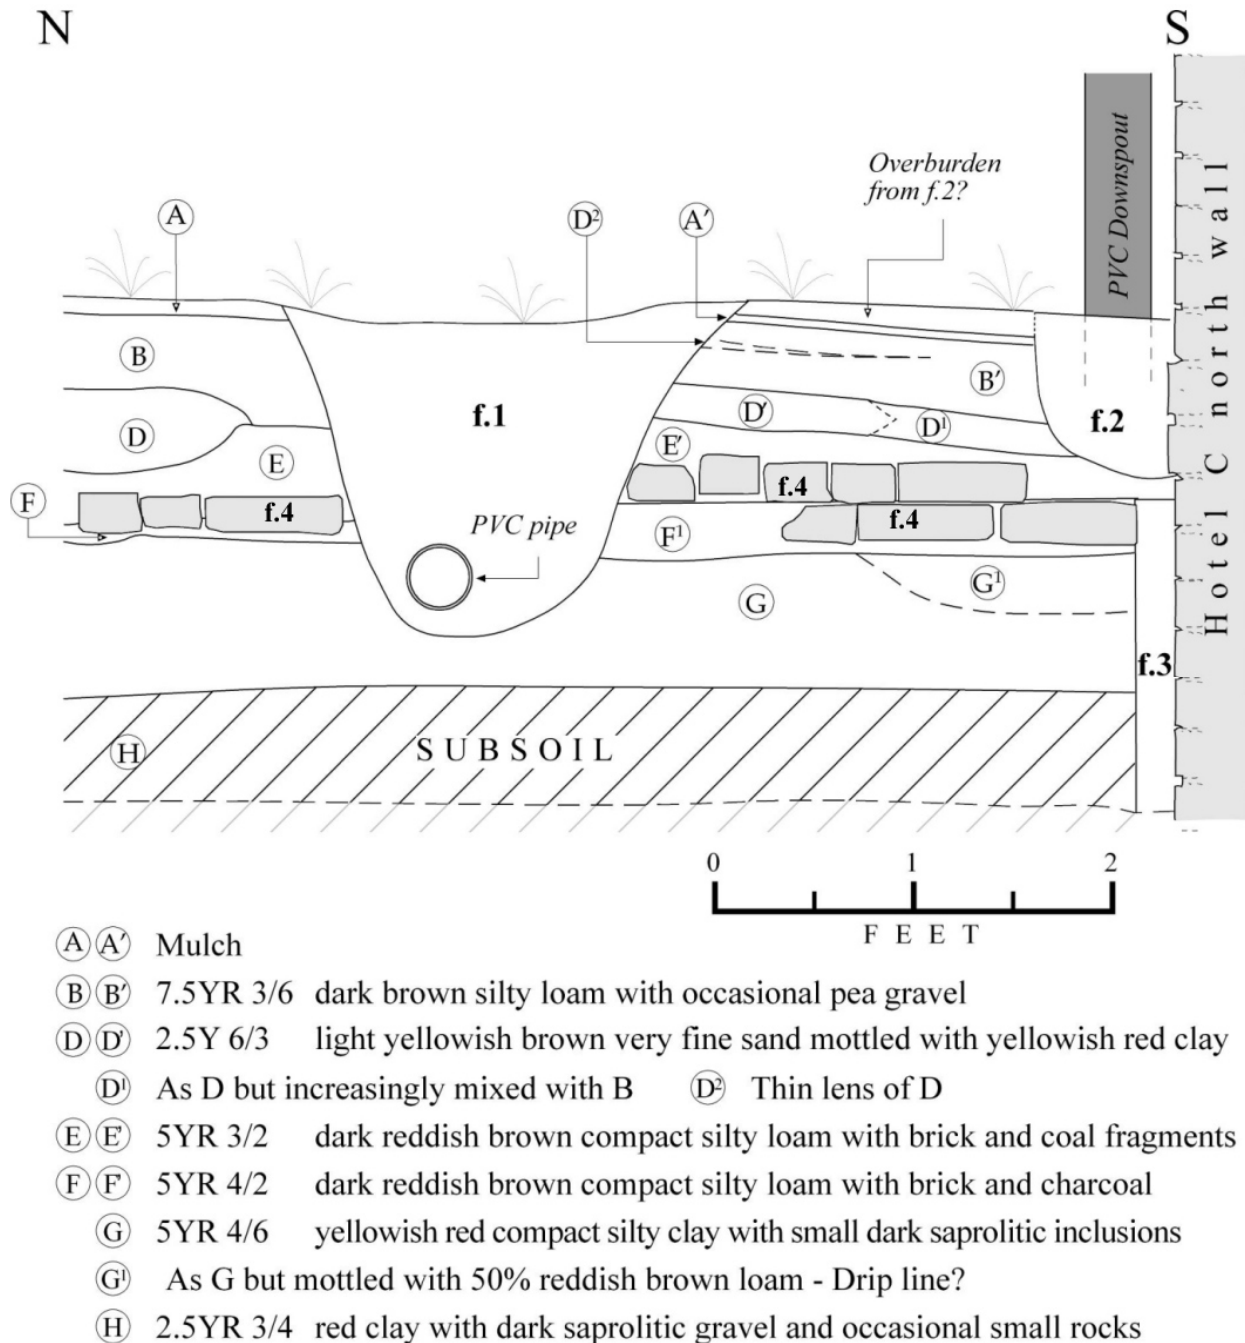 N
S
Hotel C north wall
PVC Downspout
Overburden
from f.2?
A
D²
A′
B
B′
f.1
f.2
D
D′
D¹
E
E′
F
f.4
f.4
f.4
PVC pipe
F¹
G
G¹
f.3
H
SUBSOIL
0 1 2
FEET
A A′ Mulch
B B′ 7.5YR 3/6 dark brown silty loam with occasional pea gravel
D D′ 2.5Y 6/3 light yellowish brown very fine sand mottled with yellowish red clay
D¹ As D but increasingly mixed with B D² Thin lens of D
E E′ 5YR 3/2 dark reddish brown compact silty loam with brick and coal fragments
F F′ 5YR 4/2 dark reddish brown compact silty loam with brick and charcoal
G 5YR 4/6 yellowish red compact silty clay with small dark saprolitic inclusions
G¹ As G but mottled with 50% reddish brown loam - Drip line?
H 2.5YR 3/4 red clay with dark saprolitic gravel and occasional small rocks